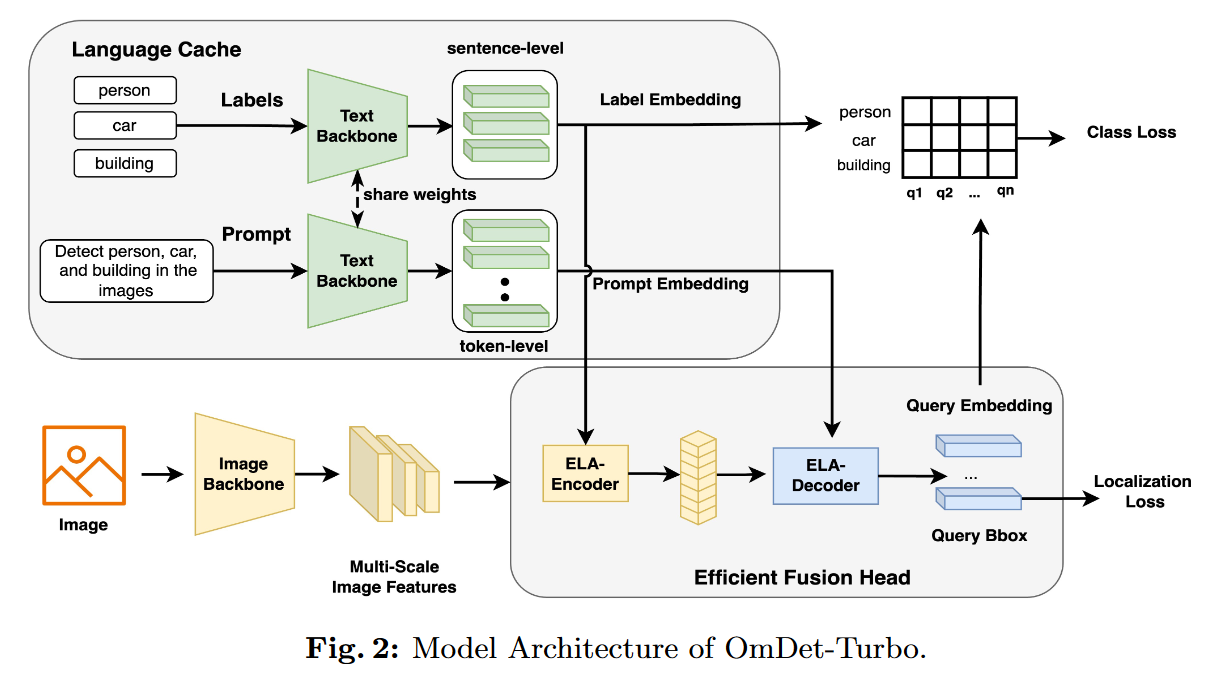 Language Cache
sentence-level
person
Labels
car
building
Text
Backbone
Label Embedding
person
car
building
q1 q2 ... qn
Class Loss
share weights
Prompt
Detect person, car,
and building in the
images
Text
Backbone
Prompt Embedding
token-level
Image
Image
Backbone
Multi-Scale
Image Features
ELA-
Encoder
ELA-
Decoder
Query Embedding
...
Query Bbox
Localization
Loss
Efficient Fusion Head
Fig. 2: Model Architecture of OmDet-Turbo.